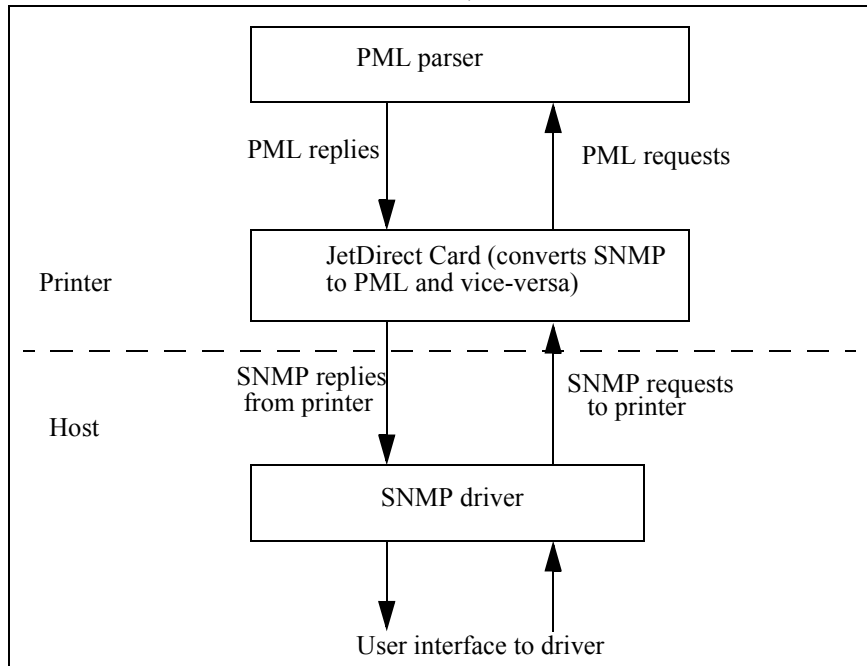 PML parser
PML replies
PML requests
JetDirect Card (converts SNMP
to PML and vice-versa)
Printer
SNMP replies
from printer
SNMP requests
to printer
Host
SNMP driver
User interface to driver